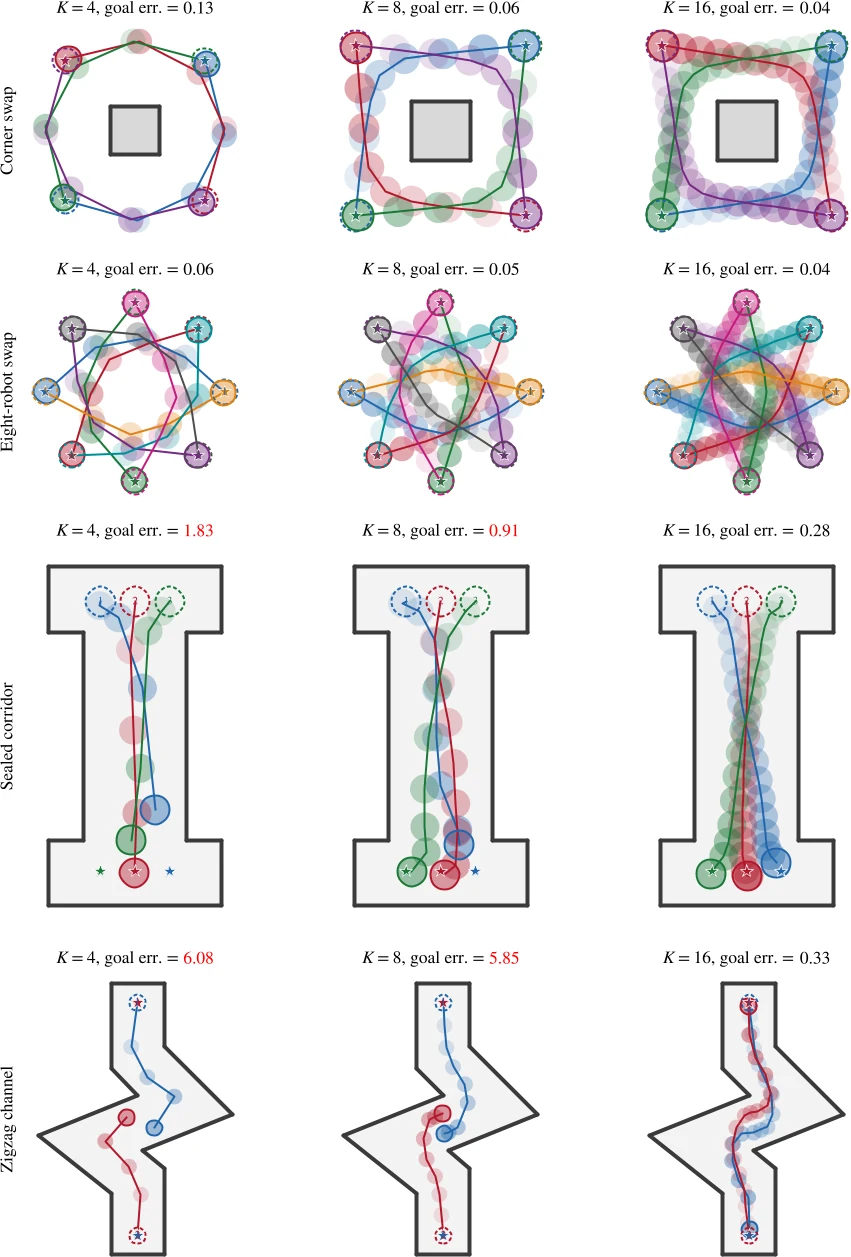 K = 4, goal err. = 0.13
K = 8, goal err. = 0.06
K = 16, goal err. = 0.04
Corner swap
K = 4, goal err. = 0.06
K = 8, goal err. = 0.05
K = 16, goal err. = 0.04
Eight-robot swap
K = 4, goal err. = 1.83
K = 8, goal err. = 0.91
K = 16, goal err. = 0.28
Sealed corridor
K = 4, goal err. = 6.08
K = 8, goal err. = 5.85
K = 16, goal err. = 0.33
Zigzag channel